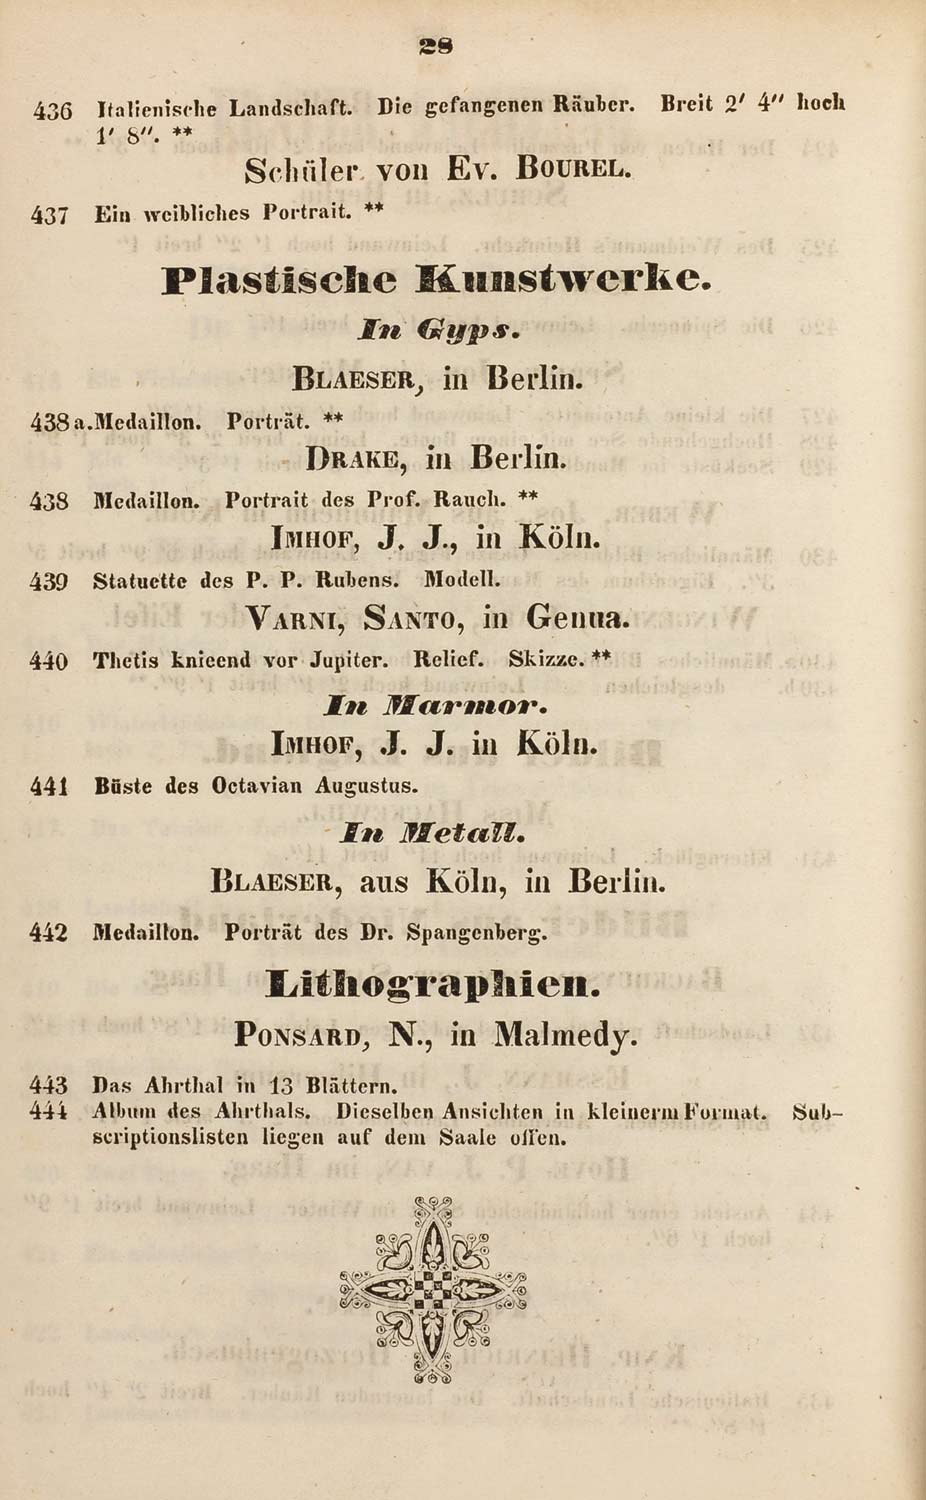 28
436 Italienische Landschaft. Die gefangenen Räuber. Breit 2' 4" hoch
1' 8". **
Schüler von Ev. Bourel.
437 Ein weibliches Portrait. **
Plastische Kunstwerke.
In Gyps.
Blaeser, in Berlin.
438a. Medaillon. Porträt. **
Drake, in Berlin.
438 Medaillon. Portrait des Prof. Rauch. **
Imhof, J. J., in Köln.
439 Statuette des P. P. Rubens. Modell.
Varni, Santo, in Genua.
440 Thetis knieend vor Jupiter. Relief. Skizze. **
In Marmor.
Imhof, J. J. in Köln.
441 Büste des Octavian Augustus.
In Metall.
Blaeser, aus Köln, in Berlin.
442 Medaillon. Porträt des Dr. Spangenberg.
Lithographien.
Ponsard, N., in Malmedy.
443 Das Ahrthal in 13 Blättern.
444 Album des Ahrthals. Dieselben Ansichten in kleinerm Format. Sub-
scriptionslisten liegen auf dem Saale offen.